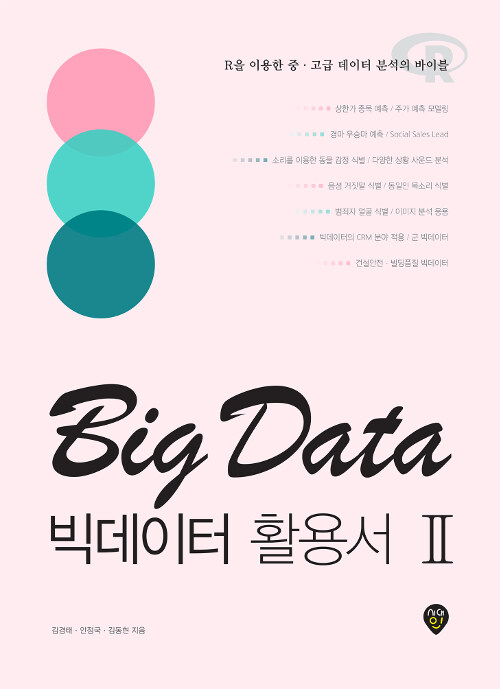 R을 이용한 중 · 고급 데이터 분석의 바이블
R
상한가 종목 예측 / 주가 예측 모델링
경마 우승마 예측 / Social Sales Lead
소리를 이용한 동물 감정 식별 / 다양한 상황 사운드 분석
음성 거짓말 식별 / 동일인 목소리 식별
범죄자 얼굴 식별 / 이미지 분석 응용
빅데이터의 CRM 분야 적용 / 군 빅데이터
건설안전 · 빌딩품질 빅데이터
Big Data
빅데이터 활용서 II
김경태 · 안정국 · 김동현 지음
시대
인